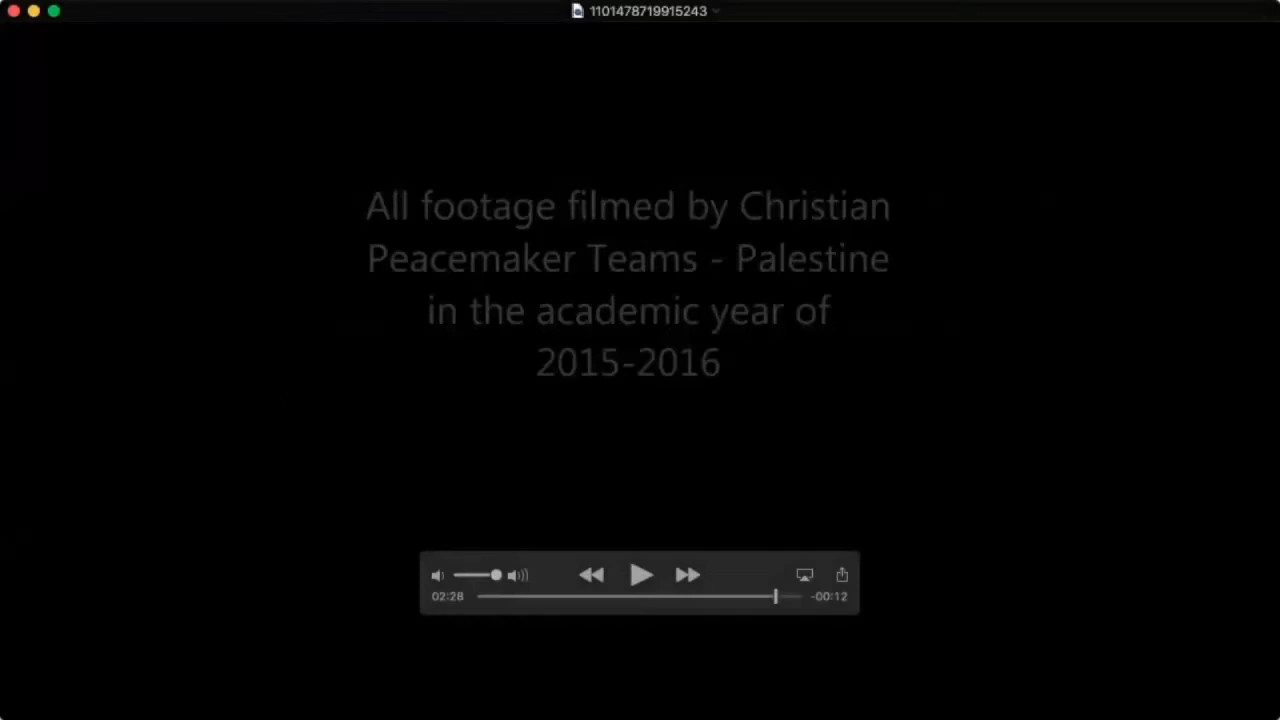 1101478719915243
All footage filmed by Christian
Peacemaker Teams - Palestine
in the academic year of
2015-2016
02:28
-00:12